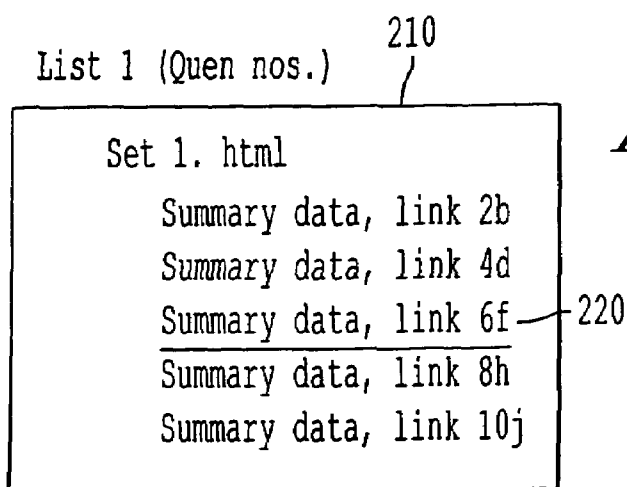 210
List 1 (Quen nos.)
Set 1. html
Summary data, link 2b
Summary data, link 4d
Summary data, link 6f
220
Summary data, link 8h
Summary data, link 10j